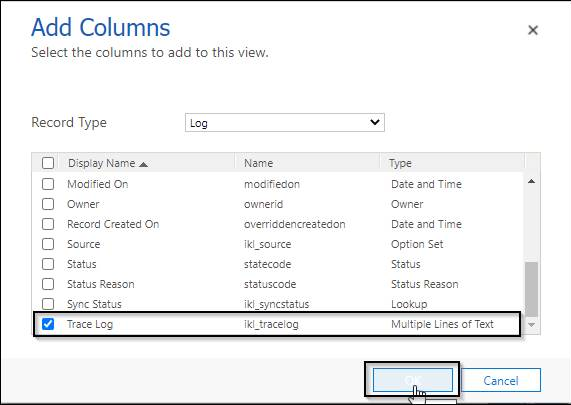 Add Columns
Select the columns to add to this view.
Record Type Log
Display Name Name Type
Modified On modifiedon Date and Time
Owner ownerid Owner
Record Created On overriddencreatedon Date and Time
Source ikl_source Option Set
Status statecode Status
Status Reason statuscode Status Reason
Sync Status ikl_syncstatus Lookup
Trace Log ikl_tracelog Multiple Lines of Text
Cancel